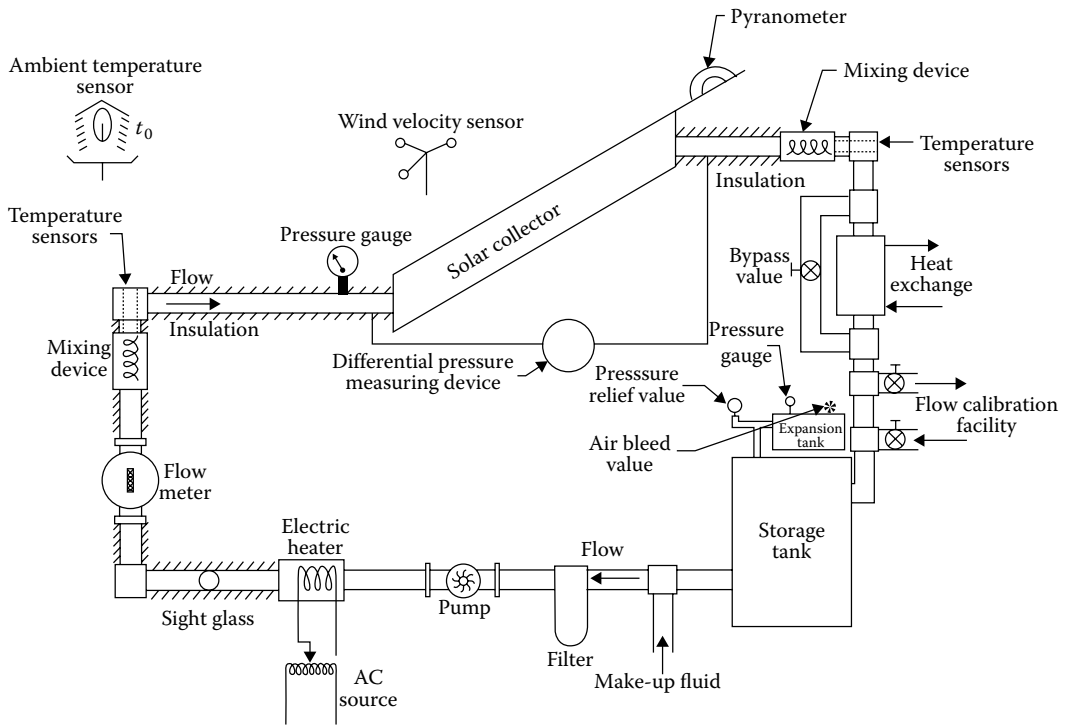 Pyranometer
Ambient temperature
sensor
t0
Mixing device
Wind velocity sensor
Temperature
sensors
Insulation
Solar collector
Temperature
sensors
Pressure gauge
Flow
Insulation
Bypass
value
Heat
exchange
Mixing
device
Differential pressure
measuring device
Pressure
gauge
Presssure
relief value
Flow calibration
facility
Expansion
tank
Air bleed
value
Flow
meter
Electric
heater
Flow
Storage
tank
Pump
Sight glass
Filter
Make-up fluid
AC
source